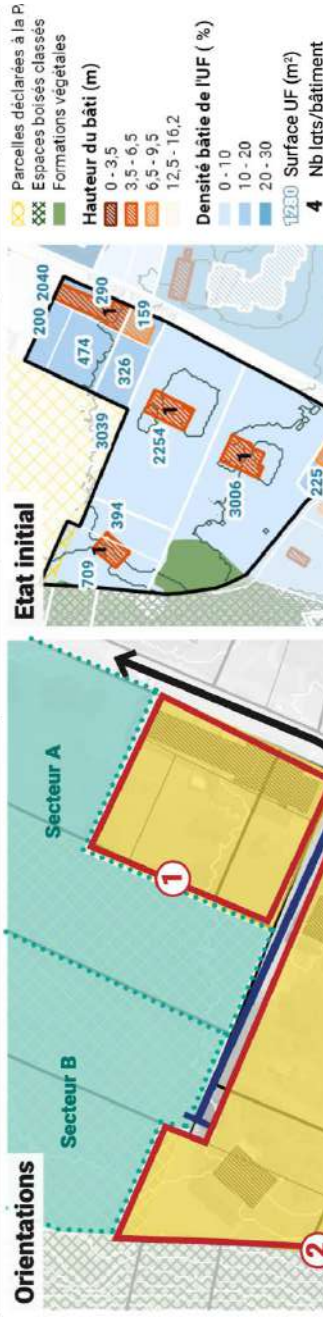 Orientations
Secteur B
Secteur A
1
2
Etat initial
709
394
3039
200
2040
474
290
326
159
2254
3006
225
1
1
1
1
Parcelles déclarées à la P
Espaces boisés classés
Formations végétales
Hauteur du bâti (m)
0 - 3,5
3,5 - 6,5
6,5 - 9,5
12,5 - 16,2
Densité bâtie de l'UF ( %)
0 - 10
10 - 20
20 - 30
Surface UF (m²)
4 Nb lgts/bâtiment